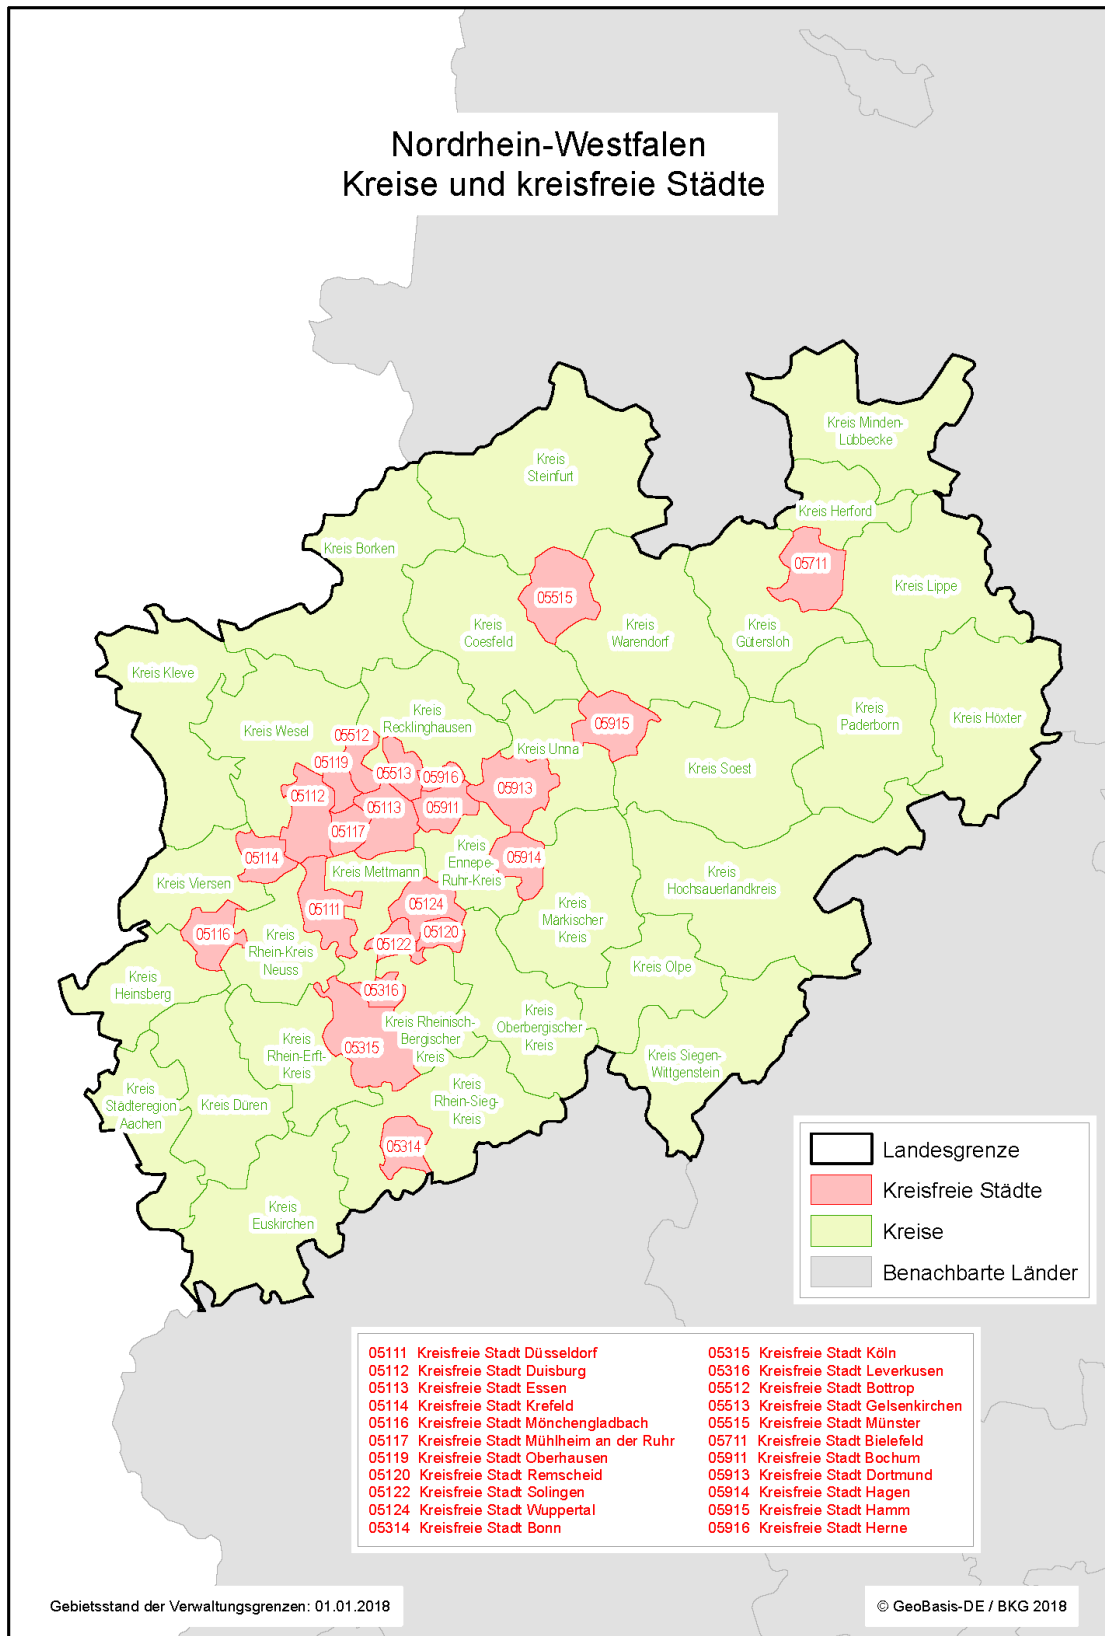 Nordrhein-Westfalen
Kreise und kreisfreie Städte
Kreis Minden-
Lübbecke
Kreis
Steinfurt
Kreis Herford
Kreis Borken
05711
Kreis Lippe
05515
Kreis
Coesfeld
Kreis
Warendorf
Kreis
Gütersloh
Kreis Kleve
Kreis
Recklinghausen
Kreis
Paderborn
Kreis Höxter
05915
Kreis Wesel
05512
Kreis Unna
05119
05513
05916
Kreis Soest
05913
05112
05113
05911
05117
05114
Kreis
Ennepe-
Ruhr-Kreis
05914
Kreis Mettmann
Kreis Viersen
Kreis
Hochsauerlandkreis
05111
05124
Kreis
Märkischer
Kreis
05116
05120
05122
Kreis
Rhein-Kreis
Neuss
Kreis Olpe
Kreis
Heinsberg
05316
Kreis
Oberbergischer
Kreis
Kreis Rheinisch-
Bergischer
Kreis
Kreis
Rhein-Erft-
Kreis
05315
Kreis Siegen-
Wittgenstein
Kreis
Städteregion
Aachen
Kreis Düren
Kreis
Rhein-Sieg-
Kreis
05314
Kreis
Euskirchen
Landesgrenze
Kreisfreie Städte
Kreise
Benachbarte Länder
05111 Kreisfreie Stadt Düsseldorf
05112 Kreisfreie Stadt Duisburg
05113 Kreisfreie Stadt Essen
05114 Kreisfreie Stadt Krefeld
05116 Kreisfreie Stadt Mönchengladbach
05117 Kreisfreie Stadt Mühlheim an der Ruhr
05119 Kreisfreie Stadt Oberhausen
05120 Kreisfreie Stadt Remscheid
05122 Kreisfreie Stadt Solingen
05124 Kreisfreie Stadt Wuppertal
05314 Kreisfreie Stadt Bonn
05315 Kreisfreie Stadt Köln
05316 Kreisfreie Stadt Leverkusen
05512 Kreisfreie Stadt Bottrop
05513 Kreisfreie Stadt Gelsenkirchen
05515 Kreisfreie Stadt Münster
05711 Kreisfreie Stadt Bielefeld
05911 Kreisfreie Stadt Bochum
05913 Kreisfreie Stadt Dortmund
05914 Kreisfreie Stadt Hagen
05915 Kreisfreie Stadt Hamm
05916 Kreisfreie Stadt Herne
Gebietsstand der Verwaltungsgrenzen: 01.01.2018
© GeoBasis-DE / BKG 2018